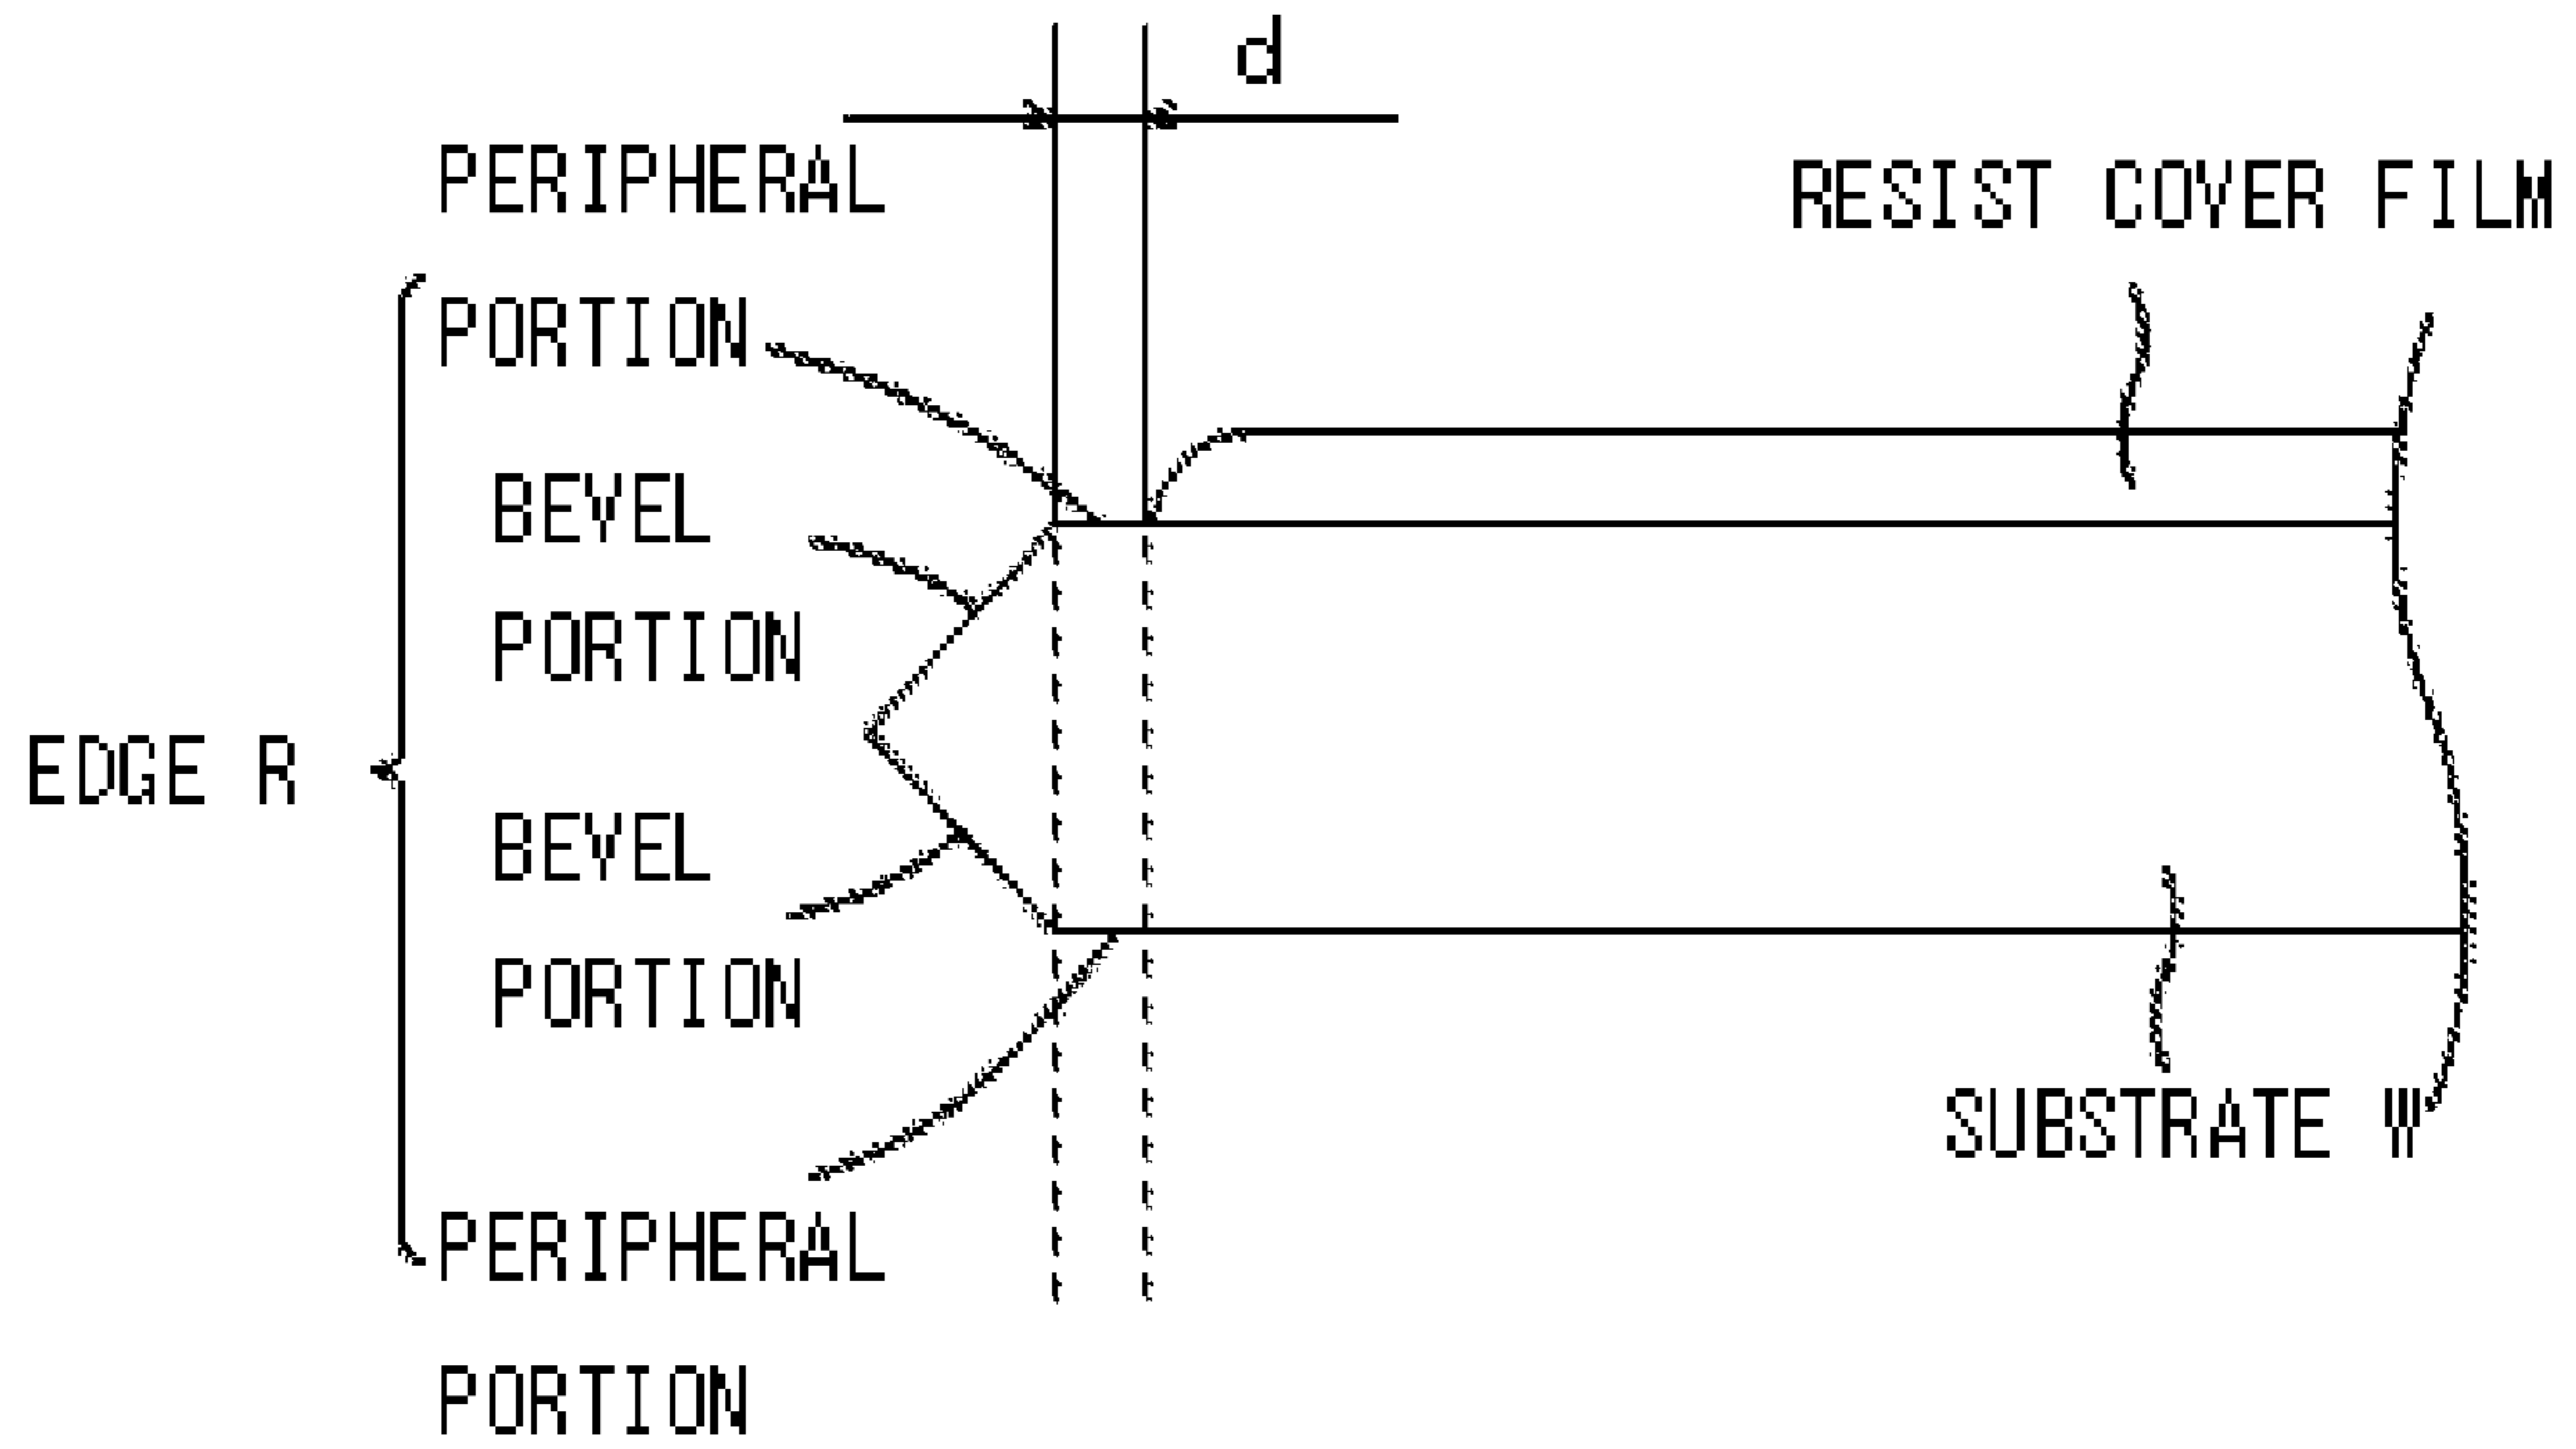 d
PERIPHERAL
PORTION
RESIST COVER FILM
BEVEL
PORTION
EDGE R
BEVEL
PORTION
SUBSTRATE W
PERIPHERAL
PORTION